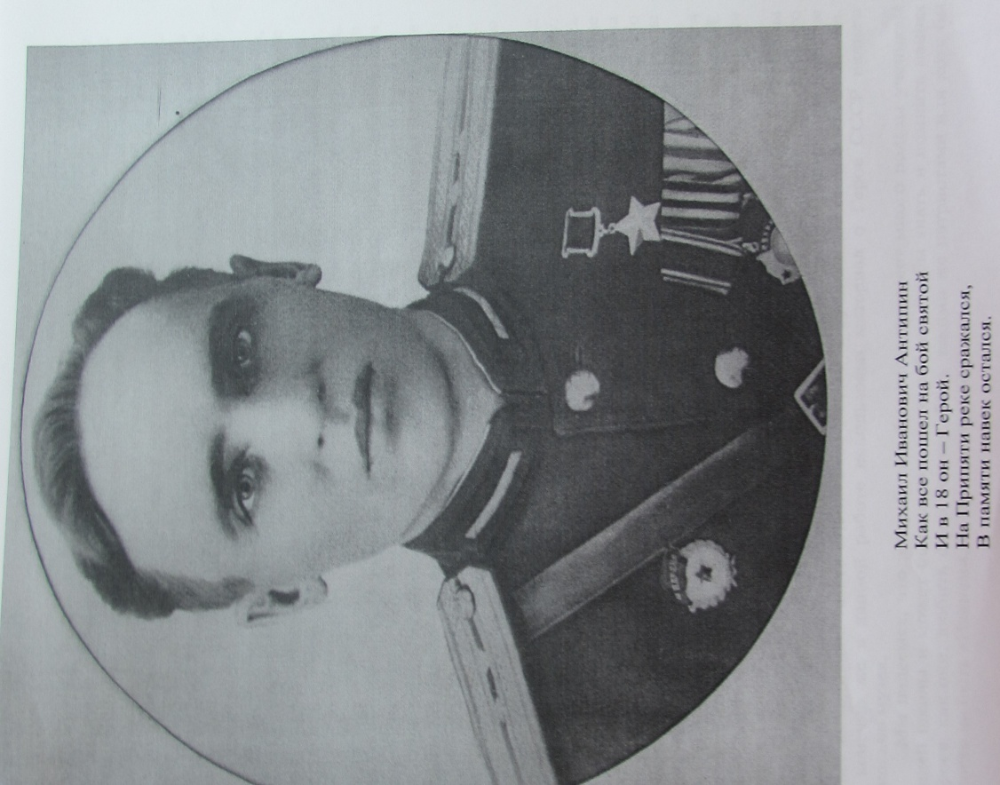 Михаил Иванович Антипин
Как все пошел на бой святой
И в 18 он – Герой.
На Припяти реке сражался,
В памяти навек остался.